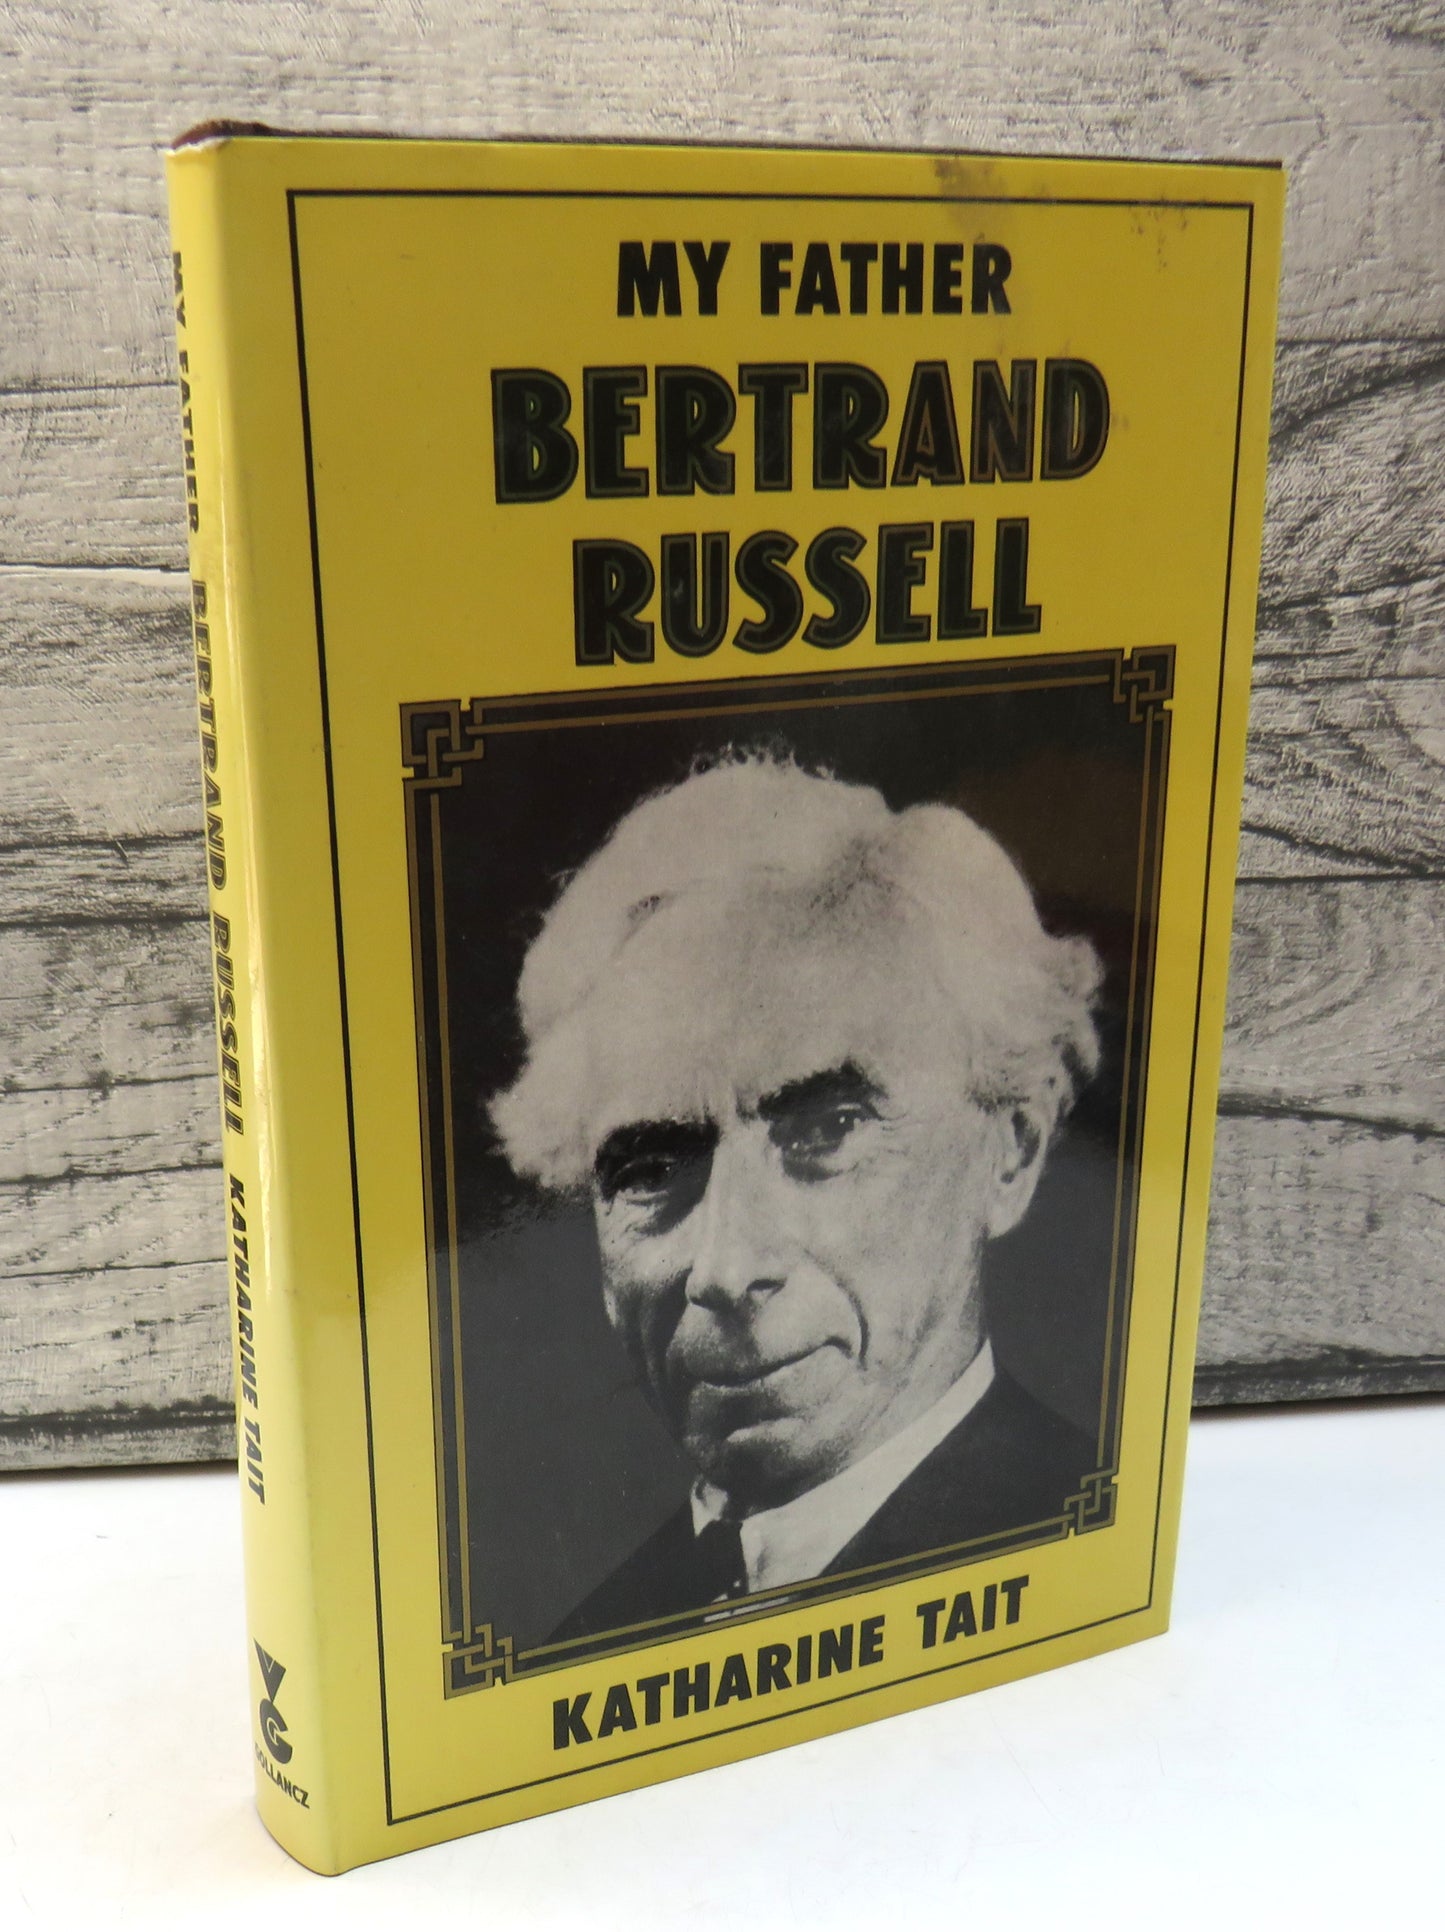 MY FATHER
BERTRAND
RUSSELL
KATHARINE TAIT
MY FATHER BERTRAND RUSSELL KATHARINE TAIT
VG
GOLLANCZ